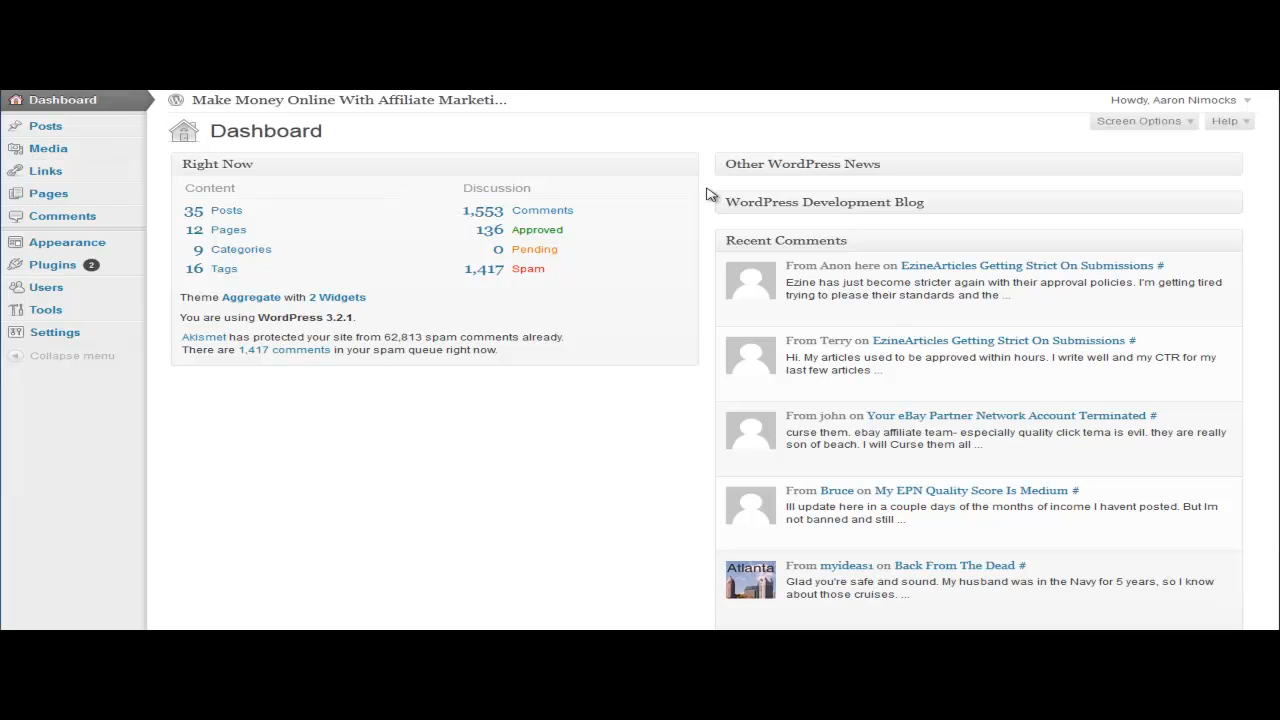 Dashboard
Posts
Media
Links
Pages
Comments
Appearance
Plugins 2
Users
Tools
Settings
Collapse menu
Make Money Online With Affiliate Marketi...
Howdy, Aaron Nimocks
Screen Options
Help
Dashboard
Right Now
Content
35 Posts
12 Pages
9 Categories
16 Tags
Discussion
1,553 Comments
136 Approved
0 Pending
1,417 Spam
Theme Aggregate with 2 Widgets
You are using WordPress 3.2.1.
Akismet has protected your site from 62,813 spam comments already.
There are 1,417 comments in your spam queue right now.
Other WordPress News
WordPress Development Blog
Recent Comments
From Anon here on EzineArticles Getting Strict On Submissions #
Ezine has just become stricter again with their approval policies. I'm getting tired
trying to please their standards and the ...
From Terry on EzineArticles Getting Strict On Submissions #
Hi. My articles used to be approved within hours. I write well and my CTR for my
last few articles ...
From john on Your eBay Partner Network Account Terminated #
curse them. ebay affiliate team- especially quality click tema is evil. they are really
son of beach. I will Curse them all ...
From Bruce on My EPN Quality Score Is Medium #
Ill update here in a couple days of the months of income I havent posted. But Im
not banned and still ...
Atlanta
From myideas1 on Back From The Dead #
Glad you're safe and sound. My husband was in the Navy for 5 years, so I know
about those cruises. ...